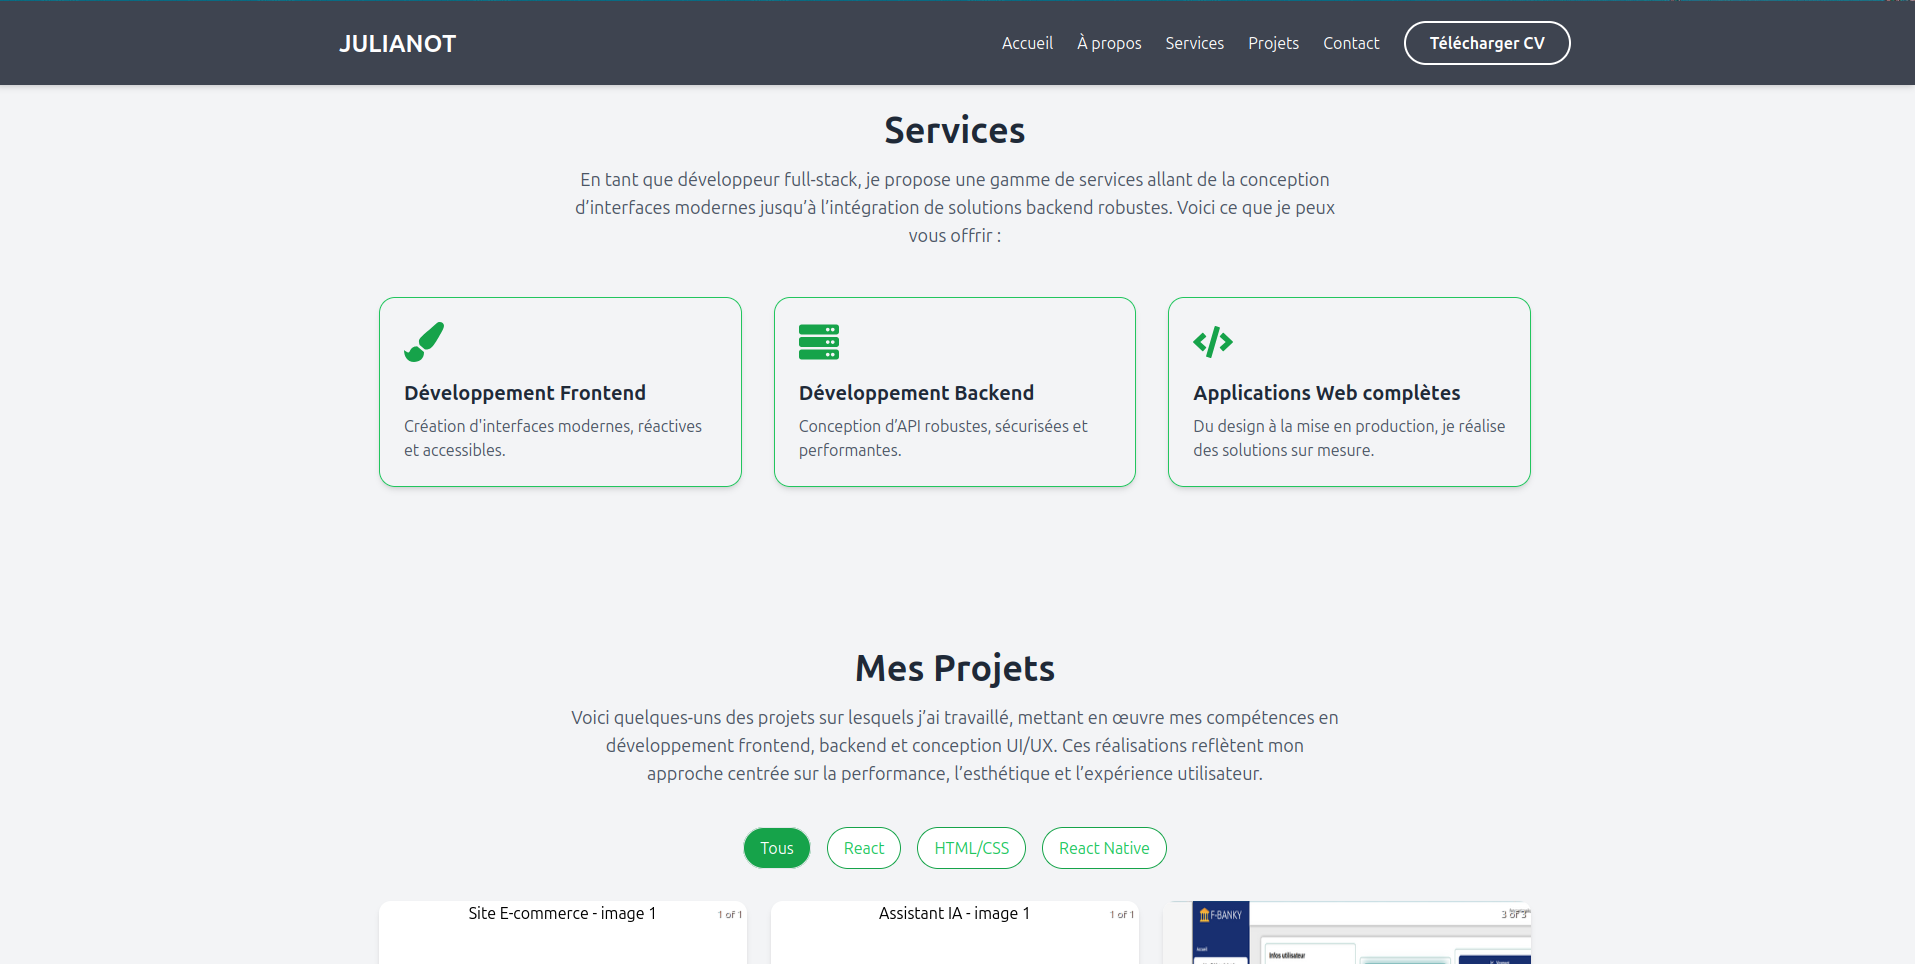 JULIANOT
Accueil À propos Services Projets Contact Télécharger CV
Services
En tant que développeur full-stack, je propose une gamme de services allant de la conception
d’interfaces modernes jusqu’à l’intégration de solutions backend robustes. Voici ce que je peux
vous offrir :
Développement Frontend
Création d'interfaces modernes, réactives
et accessibles.
Développement Backend
Conception d’API robustes, sécurisées et
performantes.
Applications Web complètes
Du design à la mise en production, je réalise
des solutions sur mesure.
Mes Projets
Voici quelques-uns des projets sur lesquels j’ai travaillé, mettant en œuvre mes compétences en
développement frontend, backend et conception UI/UX. Ces réalisations reflètent mon
approche centrée sur la performance, l’esthétique et l’expérience utilisateur.
Tous React HTML/CSS React Native
Site E-commerce - image 1
1 of 1
Assistant IA - image 1
1 of 1
F-BANKY
3 of 3
Accueil
Infos utilisateur